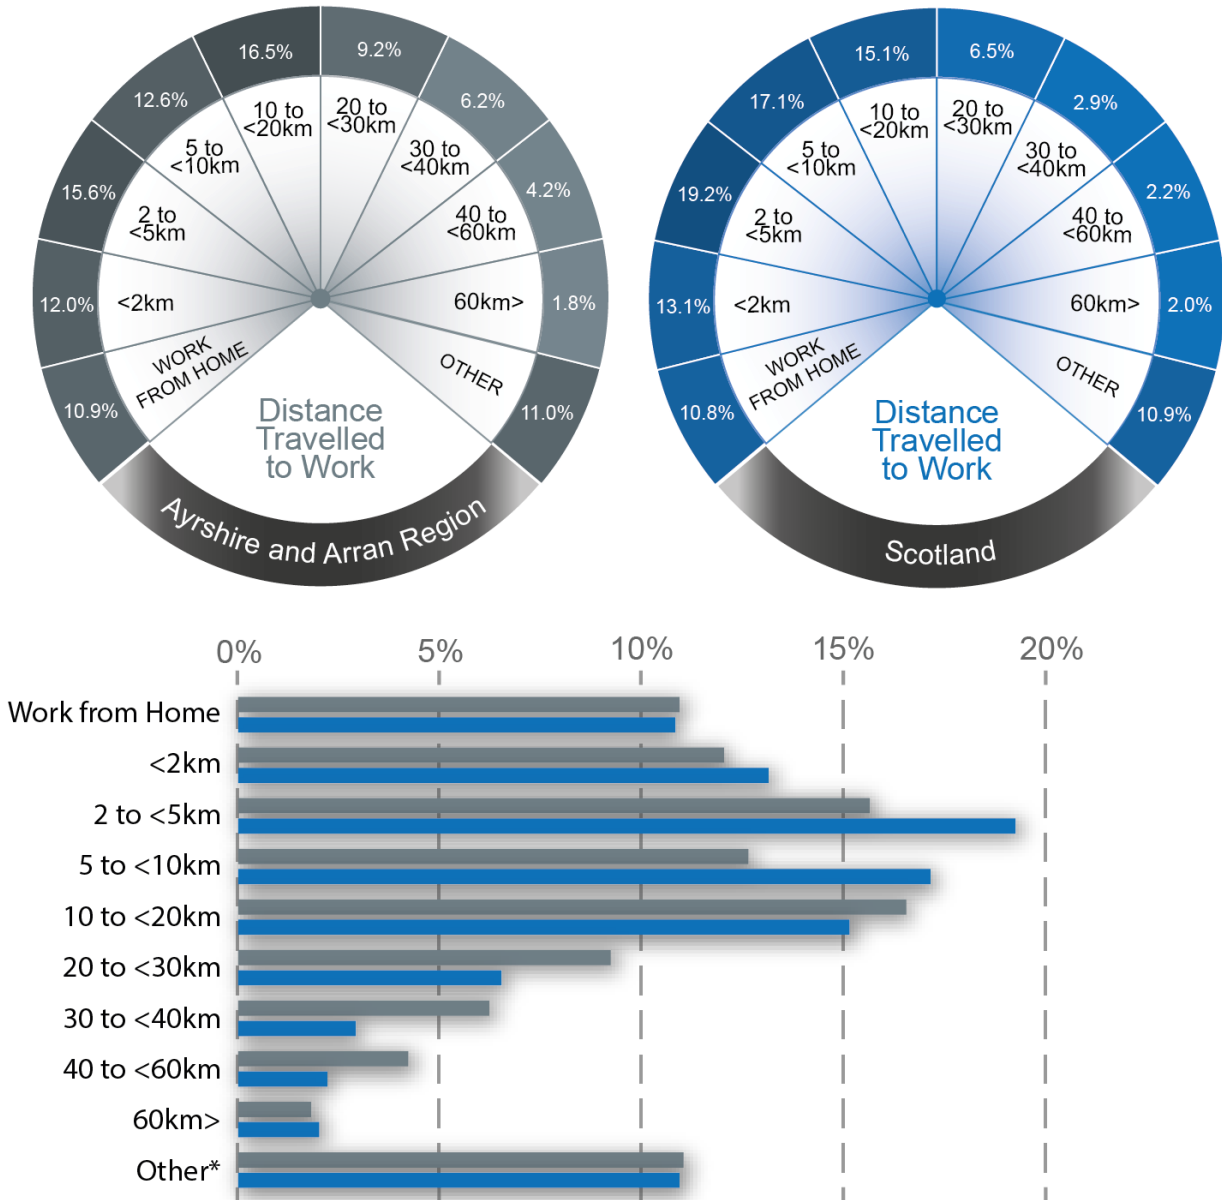 16.5%
9.2%
12.6%
6.2%
15.6%
4.2%
12.0%
1.8%
10.9%
11.0%
10 to
<20km
20 to
<30km
5 to
<10km
30 to
<40km
2 to
<5km
40 to
<60km
<2km
60km>
WORK
FROM HOME
OTHER
Distance
Travelled
to Work
Ayrshire and Arran Region
15.1%
6.5%
17.1%
2.9%
19.2%
2.2%
13.1%
2.0%
10.8%
10.9%
10 to
<20km
20 to
<30km
5 to
<10km
30 to
<40km
2 to
<5km
40 to
<60km
<2km
60km>
WORK
FROM HOME
OTHER
Distance
Travelled
to Work
Scotland
0% 5% 10% 15% 20%
Work from Home
<2km
2 to <5km
5 to <10km
10 to <20km
20 to <30km
30 to <40km
40 to <60km
60km>
Other*